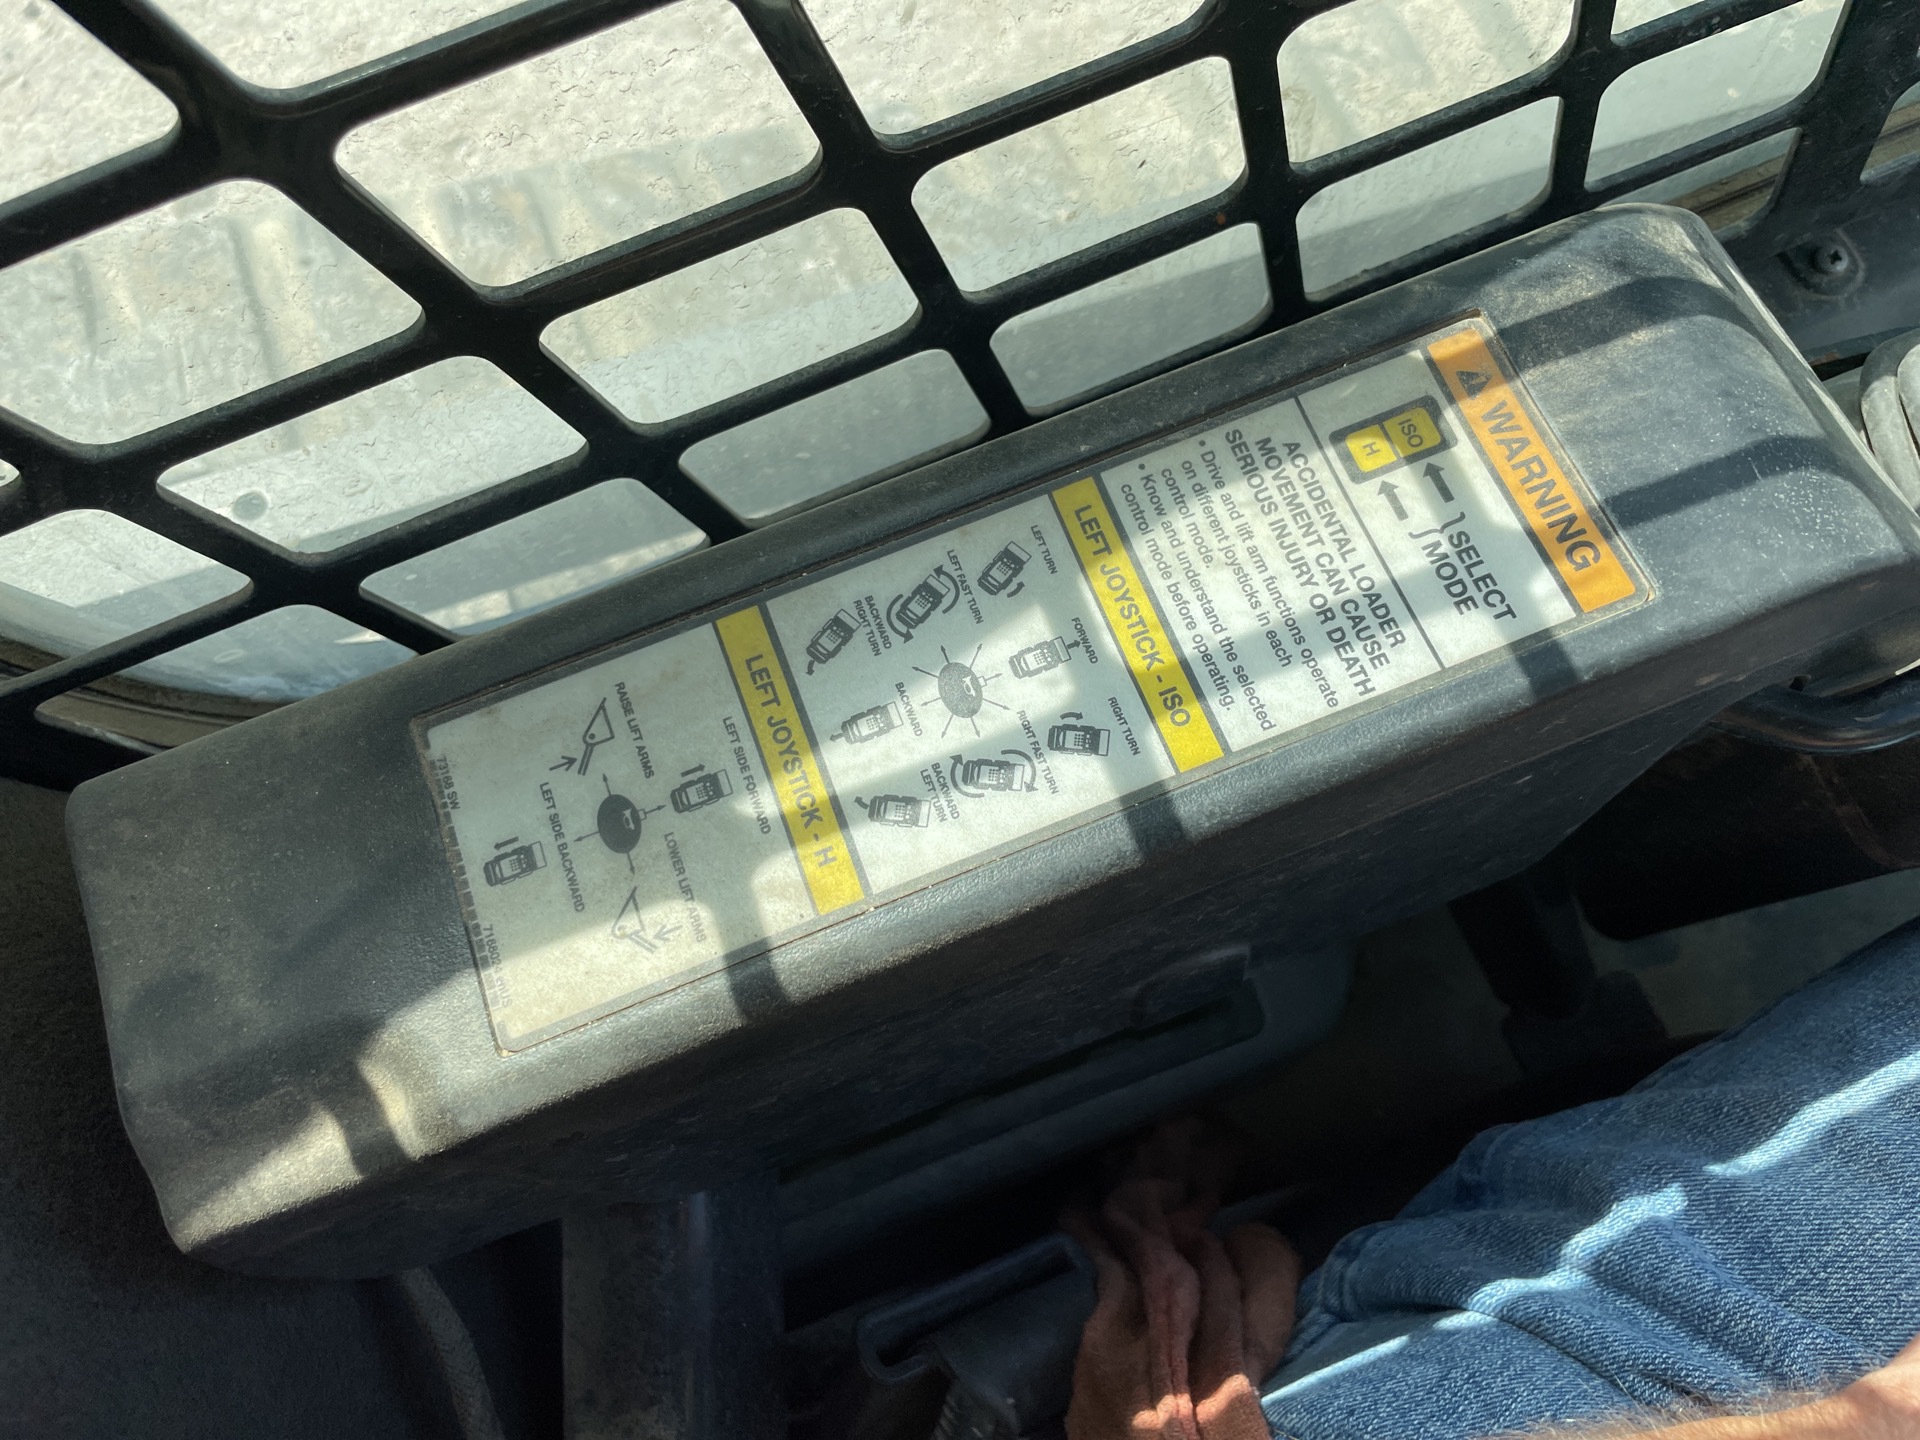 WARNING
ISO
H
SELECT
MODE
ACCIDENTAL LOADER
MOVEMENT CAN CAUSE
SERIOUS INJURY OR DEATH
• Drive and lift arm functions operate
on different joysticks in each
control mode.
• Know and understand the selected
control mode before operating.
LEFT JOYSTICK - ISO
LEFT TURN
FORWARD
RIGHT TURN
LEFT FAST TURN
RIGHT FAST TURN
BACKWARD
RIGHT TURN
BACKWARD
BACKWARD
LEFT TURN
LEFT JOYSTICK - H
LEFT SIDE FORWARD
RAISE LIFT ARMS
LOWER LIFT ARMS
LEFT SIDE BACKWARD
73168 SW